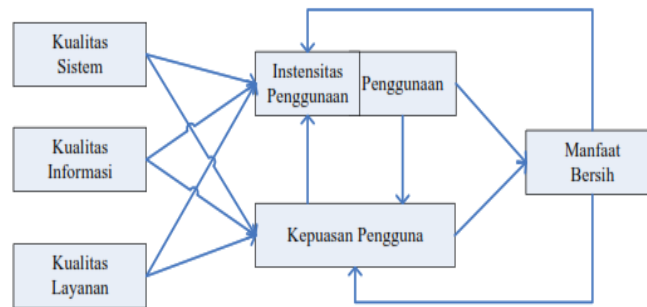 Kualitas
Sistem
Instensitas
Penggunaan
Penggunaan
Kualitas
Informasi
Manfaat
Bersih
Kepuasan Pengguna
Kualitas
Layanan